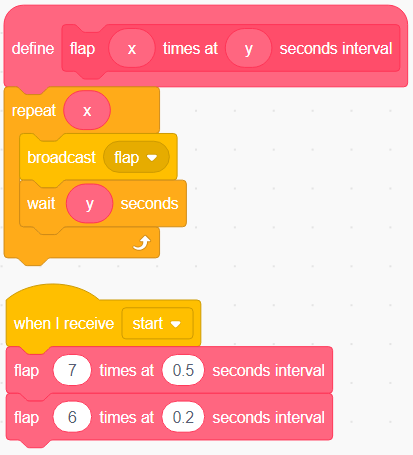 define flap x times at y seconds interval
repeat x
broadcast flap
wait y seconds
when I receive start
flap 7 times at 0.5 seconds interval
flap 6 times at 0.2 seconds interval